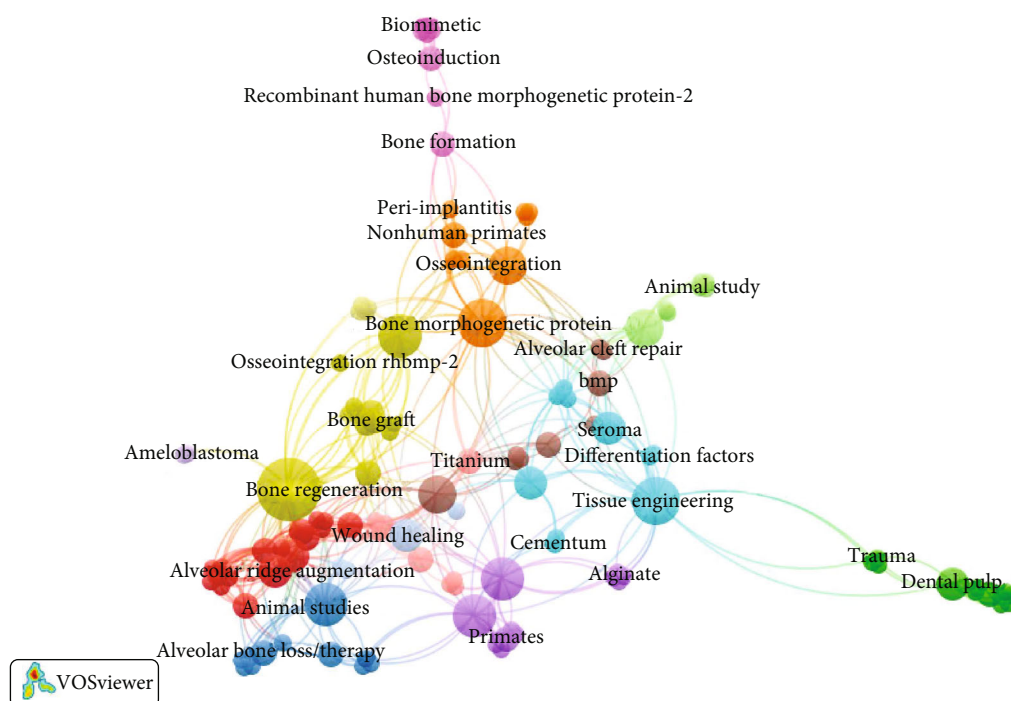 Biomimetic
Osteoinduction
Recombinant human bone morphogenetic protein-2
Bone formation
Peri-implantitis
Nonhuman primates
Osseointegration
Animal study
Bone morphogenetic protein
Alveolar cleft repair
Osseointegration rhbmp-2
bmp
Bone graft
Seroma
Ameloblastoma
Titanium
Differentiation factors
Bone regeneration
Tissue engineering
Wound healing
Cementum
Trauma
Alveolar ridge augmentation
Alginate
Dental pulp
Animal studies
Primates
Alveolar bone loss/therapy
VOSviewer